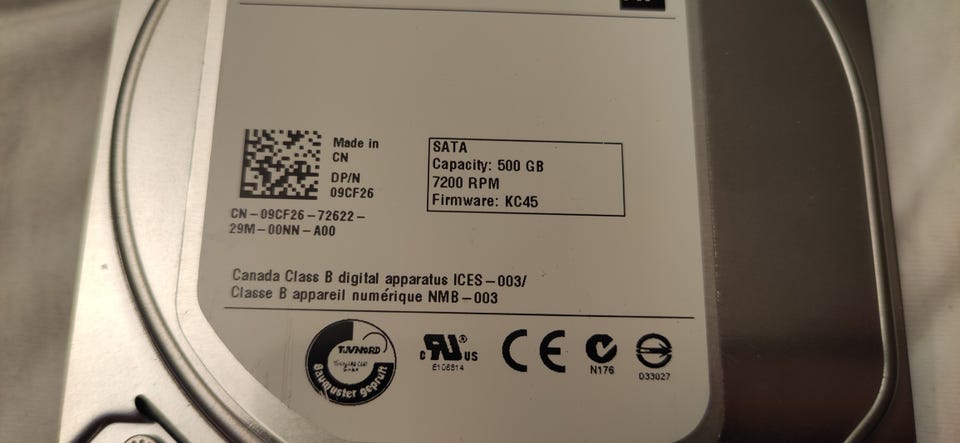 Made in
CN
DP/N
09CF26
CN-09CF26-72622-
29M-00NN-A00
SATA
Capacity: 500 GB
7200 RPM
Firmware: KC45
Canada Class B digital apparatus ICES-003/
Classe B appareil numérique NMB-003
TÜV NORD
Baumuster geprüft
c RU ® US
E106814
CE
N176
D33027